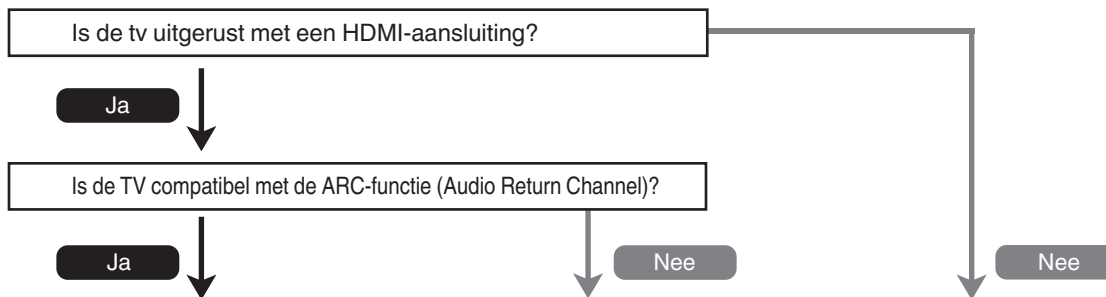 Is de tv uitgerust met een HDMI-aansluiting?
Ja
Is de TV compatibel met de ARC-functie (Audio Return Channel)?
Ja
Nee
Nee